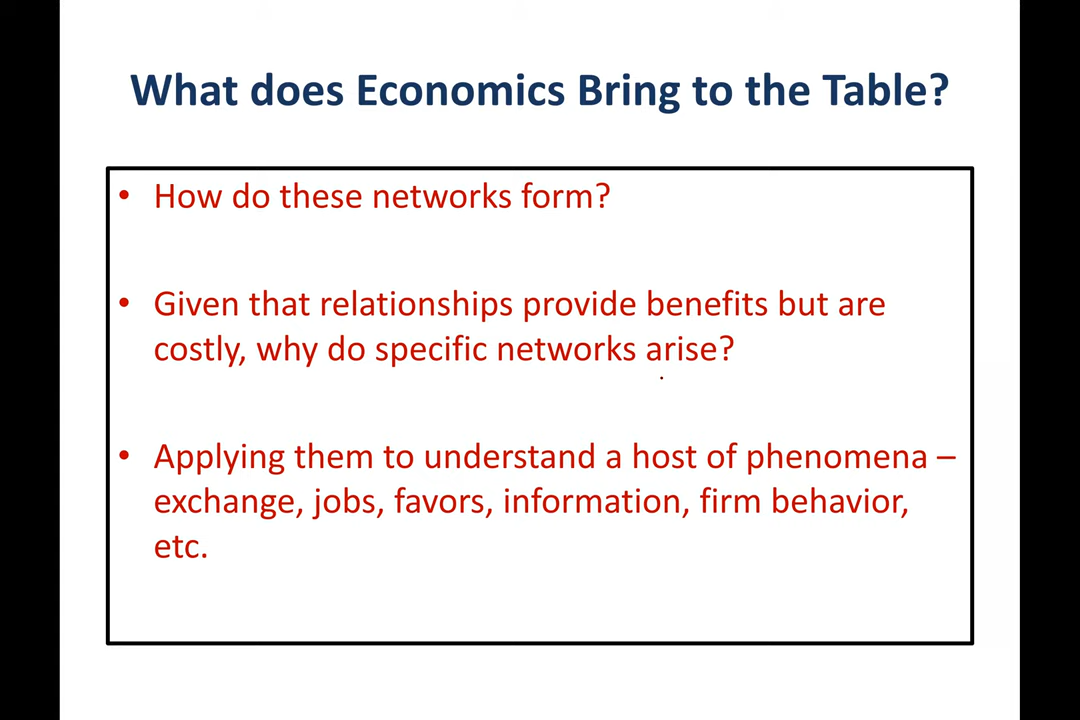 What does Economics Bring to the Table?
• How do these networks form?
• Given that relationships provide benefits but are
costly, why do specific networks arise?
• Applying them to understand a host of phenomena –
exchange, jobs, favors, information, firm behavior,
etc.